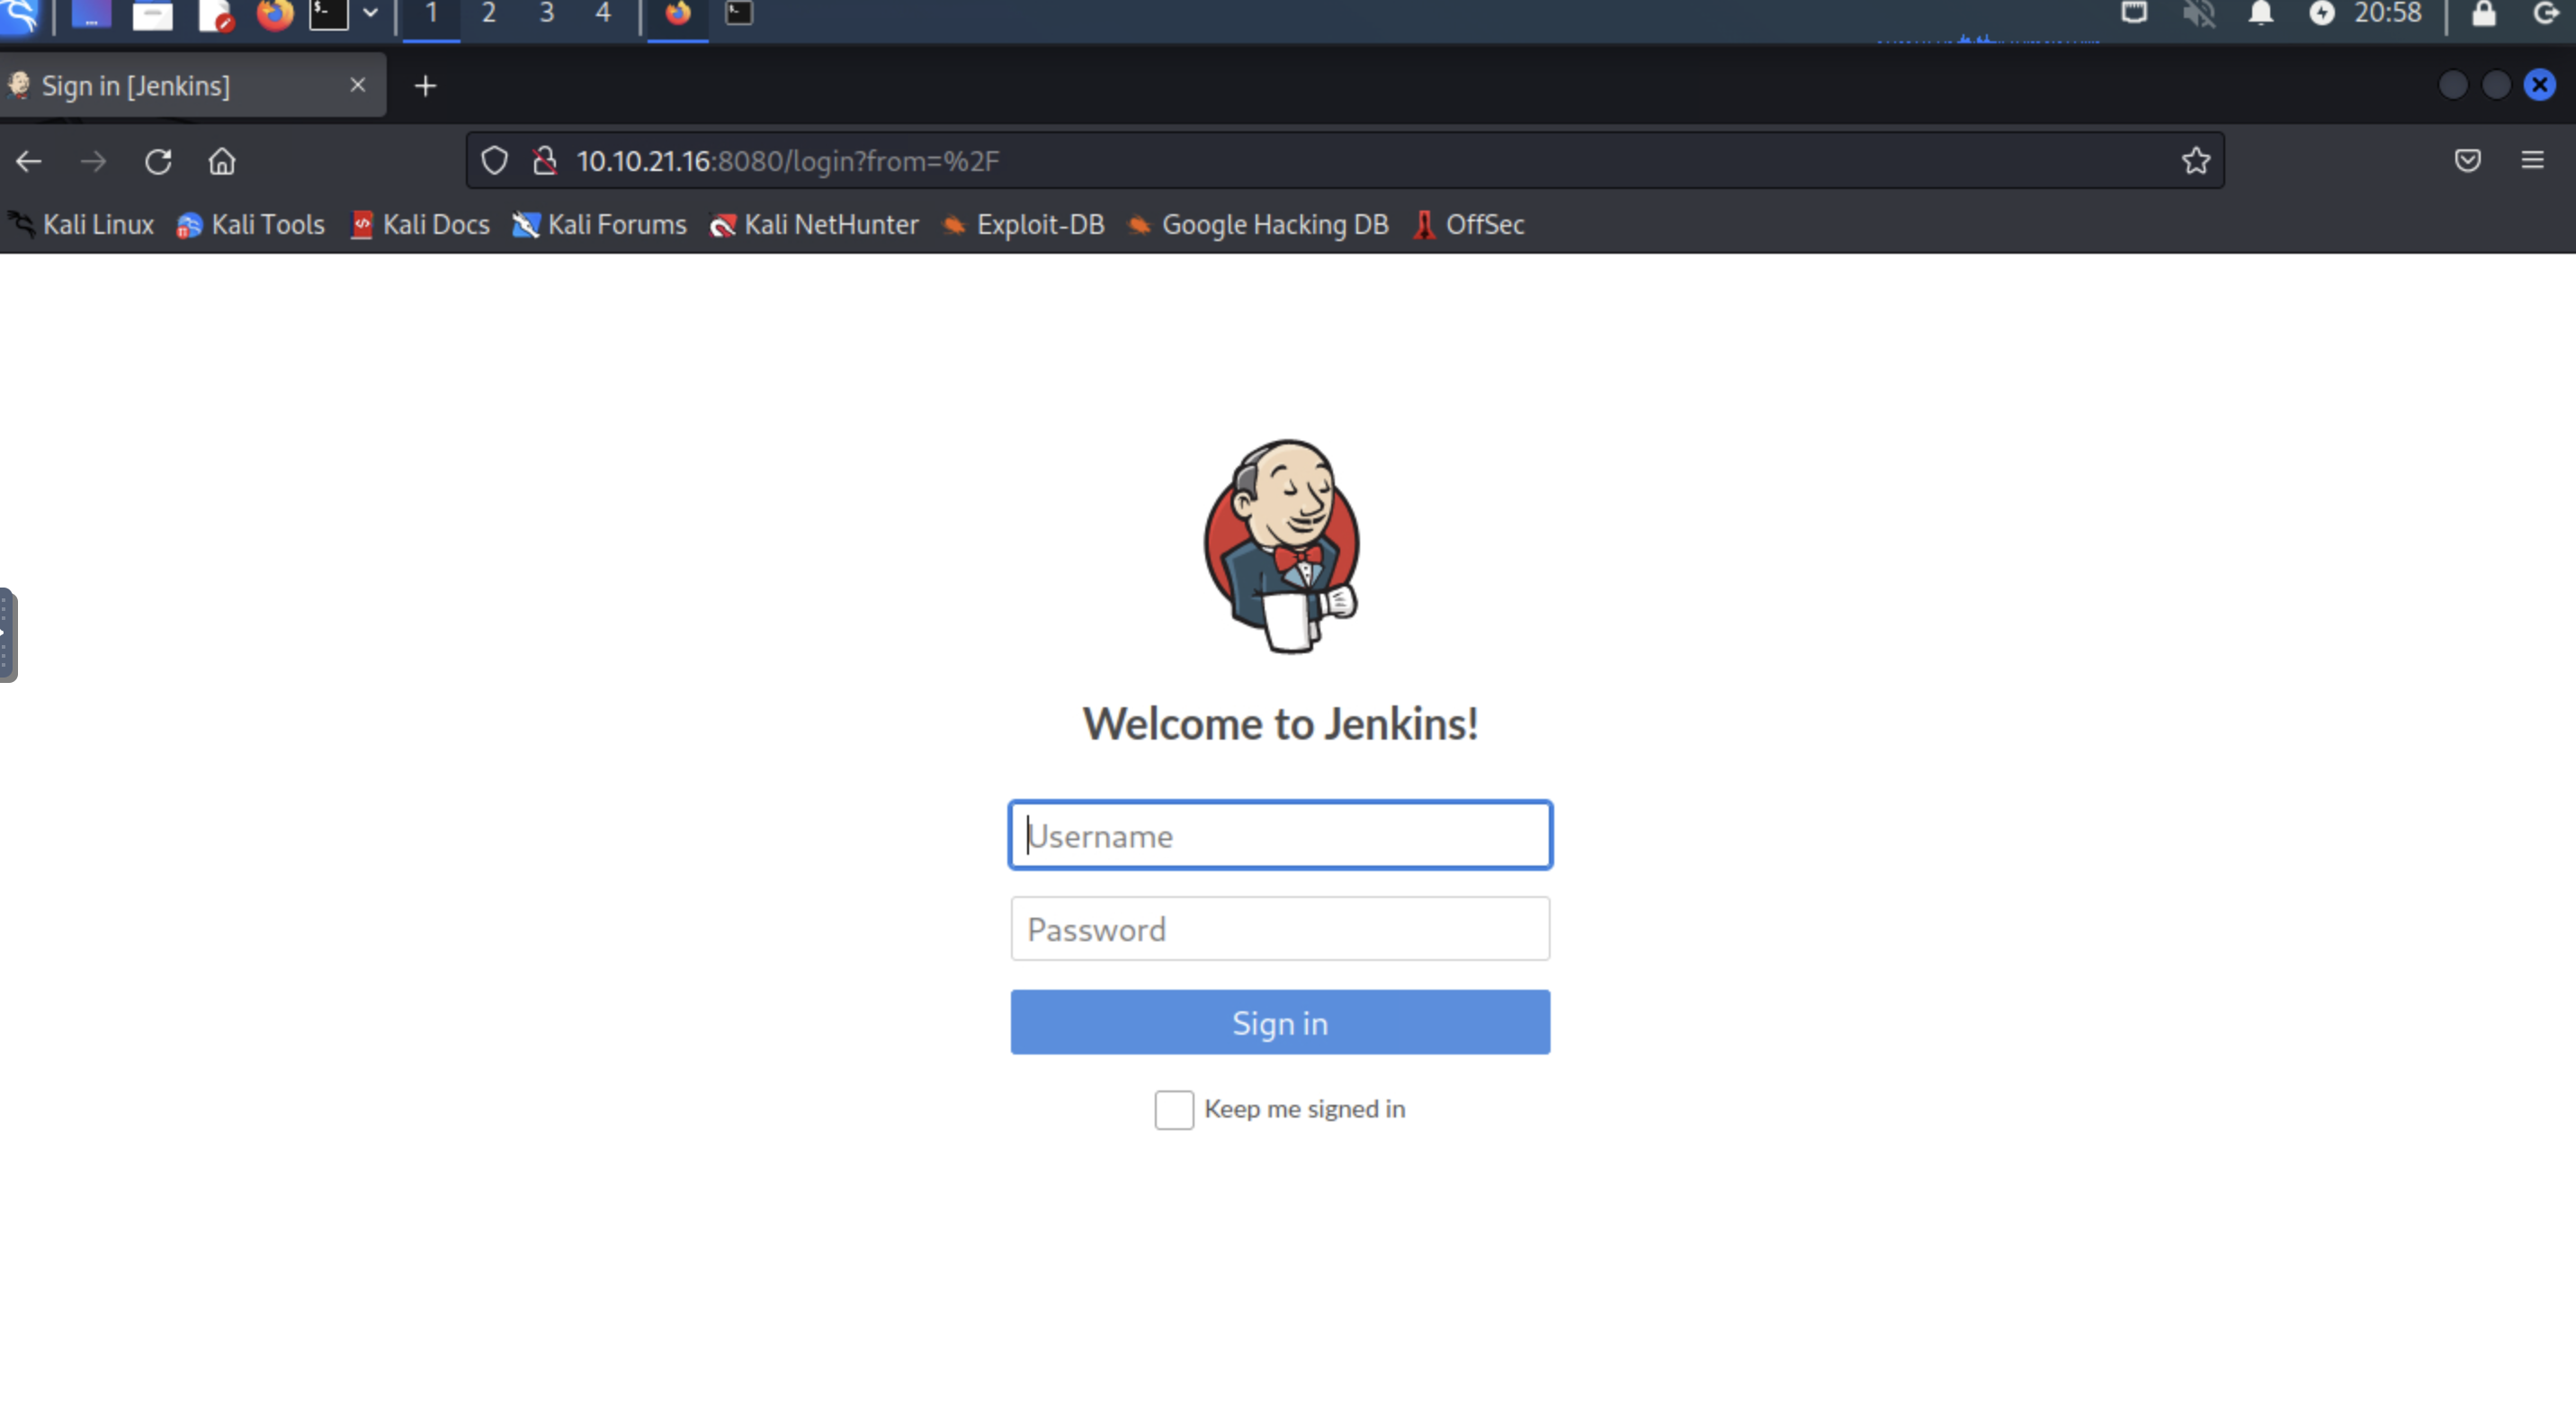 1 2 3 4 20:58
Sign in [Jenkins]
10.10.21.16:8080/login?from=%2F
Kali Linux Kali Tools Kali Docs Kali Forums Kali NetHunter Exploit-DB Google Hacking DB OffSec
Welcome to Jenkins!
Username
Password
Sign in
Keep me signed in